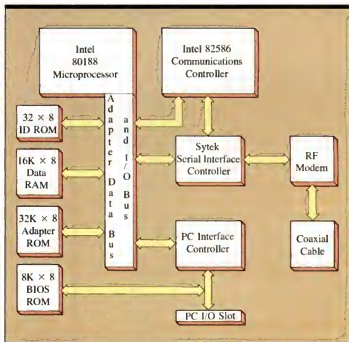 Intel
80188
Microprocessor
Intel 82586
Communications
Controller
Adapter Data Bus
and I/O Bus
32 × 8
ID ROM
16K × 8
Data
RAM
32K × 8
Adapter
ROM
8K × 8
BIOS
ROM
Sytek
Serial Interface
Controller
RF
Modem
PC Interface
Controller
Coaxial
Cable
PC I/O Slot